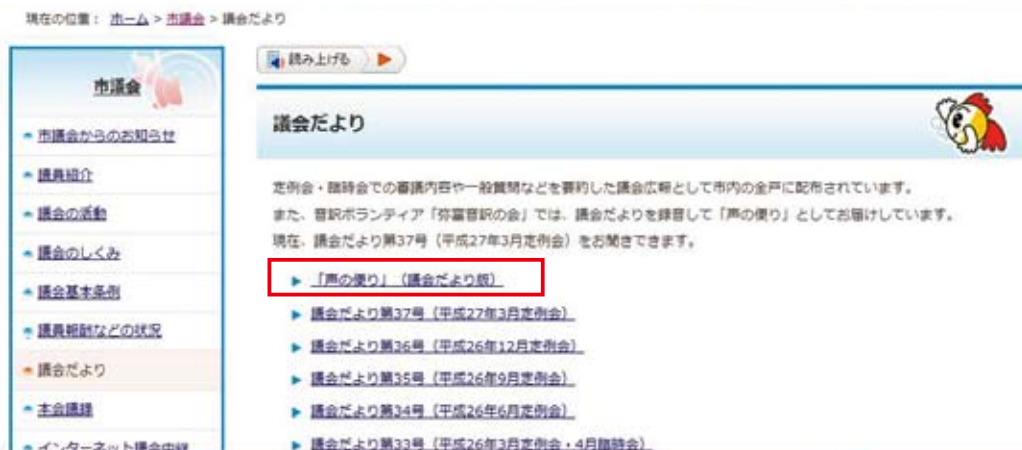 現在の位置： ホーム > 市議会 > 議会だより
読み上げる
市議会
市議会からのお知らせ
議員紹介
議会の活動
議会のしくみ
議会基本条例
議員報酬などの状況
議会だより
本会議録
インターネット議会中継
議会だより
定例会・臨時会での審議内容や一般質問などを要約した議会広報として市内の全戸に配布されています。
また、音訳ボランティア「弥富音訳の会」では、議会だよりを録音して「声の便り」としてお届けしています。
現在、議会だより第37号（平成27年3月定例会）をお聞きできます。
「声の便り」（議会だより版）
議会だより第37号（平成27年3月定例会）
議会だより第36号（平成26年12月定例会）
議会だより第35号（平成26年9月定例会）
議会だより第34号（平成26年6月定例会）
議会だより第33号（平成26年3月定例会・4月臨時会）